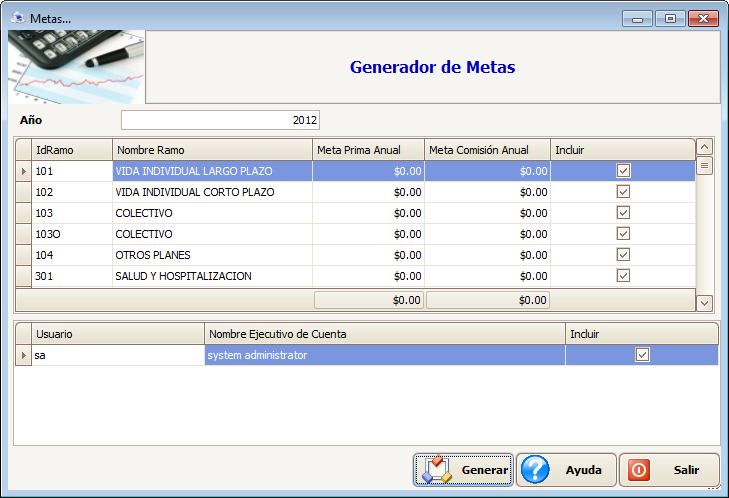 Metas...
Generador de Metas
Año 2012
IdRamo Nombre Ramo Meta Prima Anual Meta Comisión Anual Incluir
101 VIDA INDIVIDUAL LARGO PLAZO $0.00 $0.00
102 VIDA INDIVIDUAL CORTO PLAZO $0.00 $0.00
103 COLECTIVO $0.00 $0.00
103O COLECTIVO $0.00 $0.00
104 OTROS PLANES $0.00 $0.00
301 SALUD Y HOSPITALIZACION $0.00 $0.00
$0.00 $0.00
Usuario Nombre Ejecutivo de Cuenta Incluir
sa system administrator
Generar Ayuda Salir